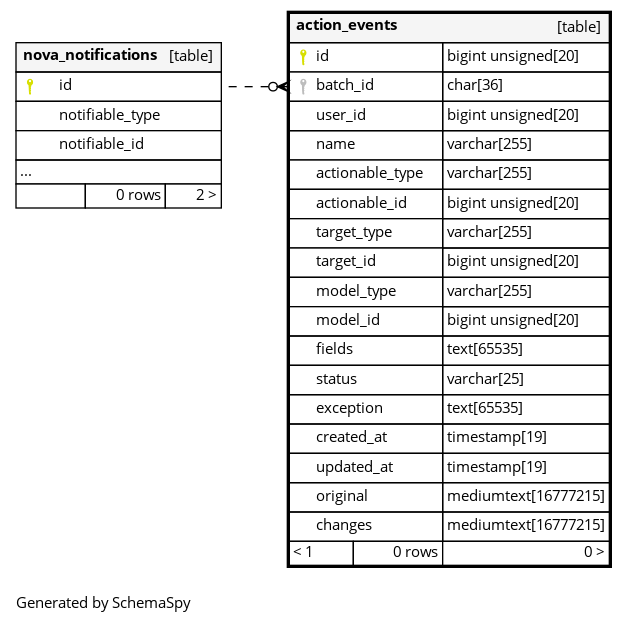 nova_notifications [table]
id
notifiable_type
notifiable_id
...
0 rows 2 >
action_events [table]
id bigint unsigned[20]
batch_id char[36]
user_id bigint unsigned[20]
name varchar[255]
actionable_type varchar[255]
actionable_id bigint unsigned[20]
target_type varchar[255]
target_id bigint unsigned[20]
model_type varchar[255]
model_id bigint unsigned[20]
fields text[65535]
status varchar[25]
exception text[65535]
created_at timestamp[19]
updated_at timestamp[19]
original mediumtext[16777215]
changes mediumtext[16777215]
< 1 0 rows 0 >
Generated by SchemaSpy